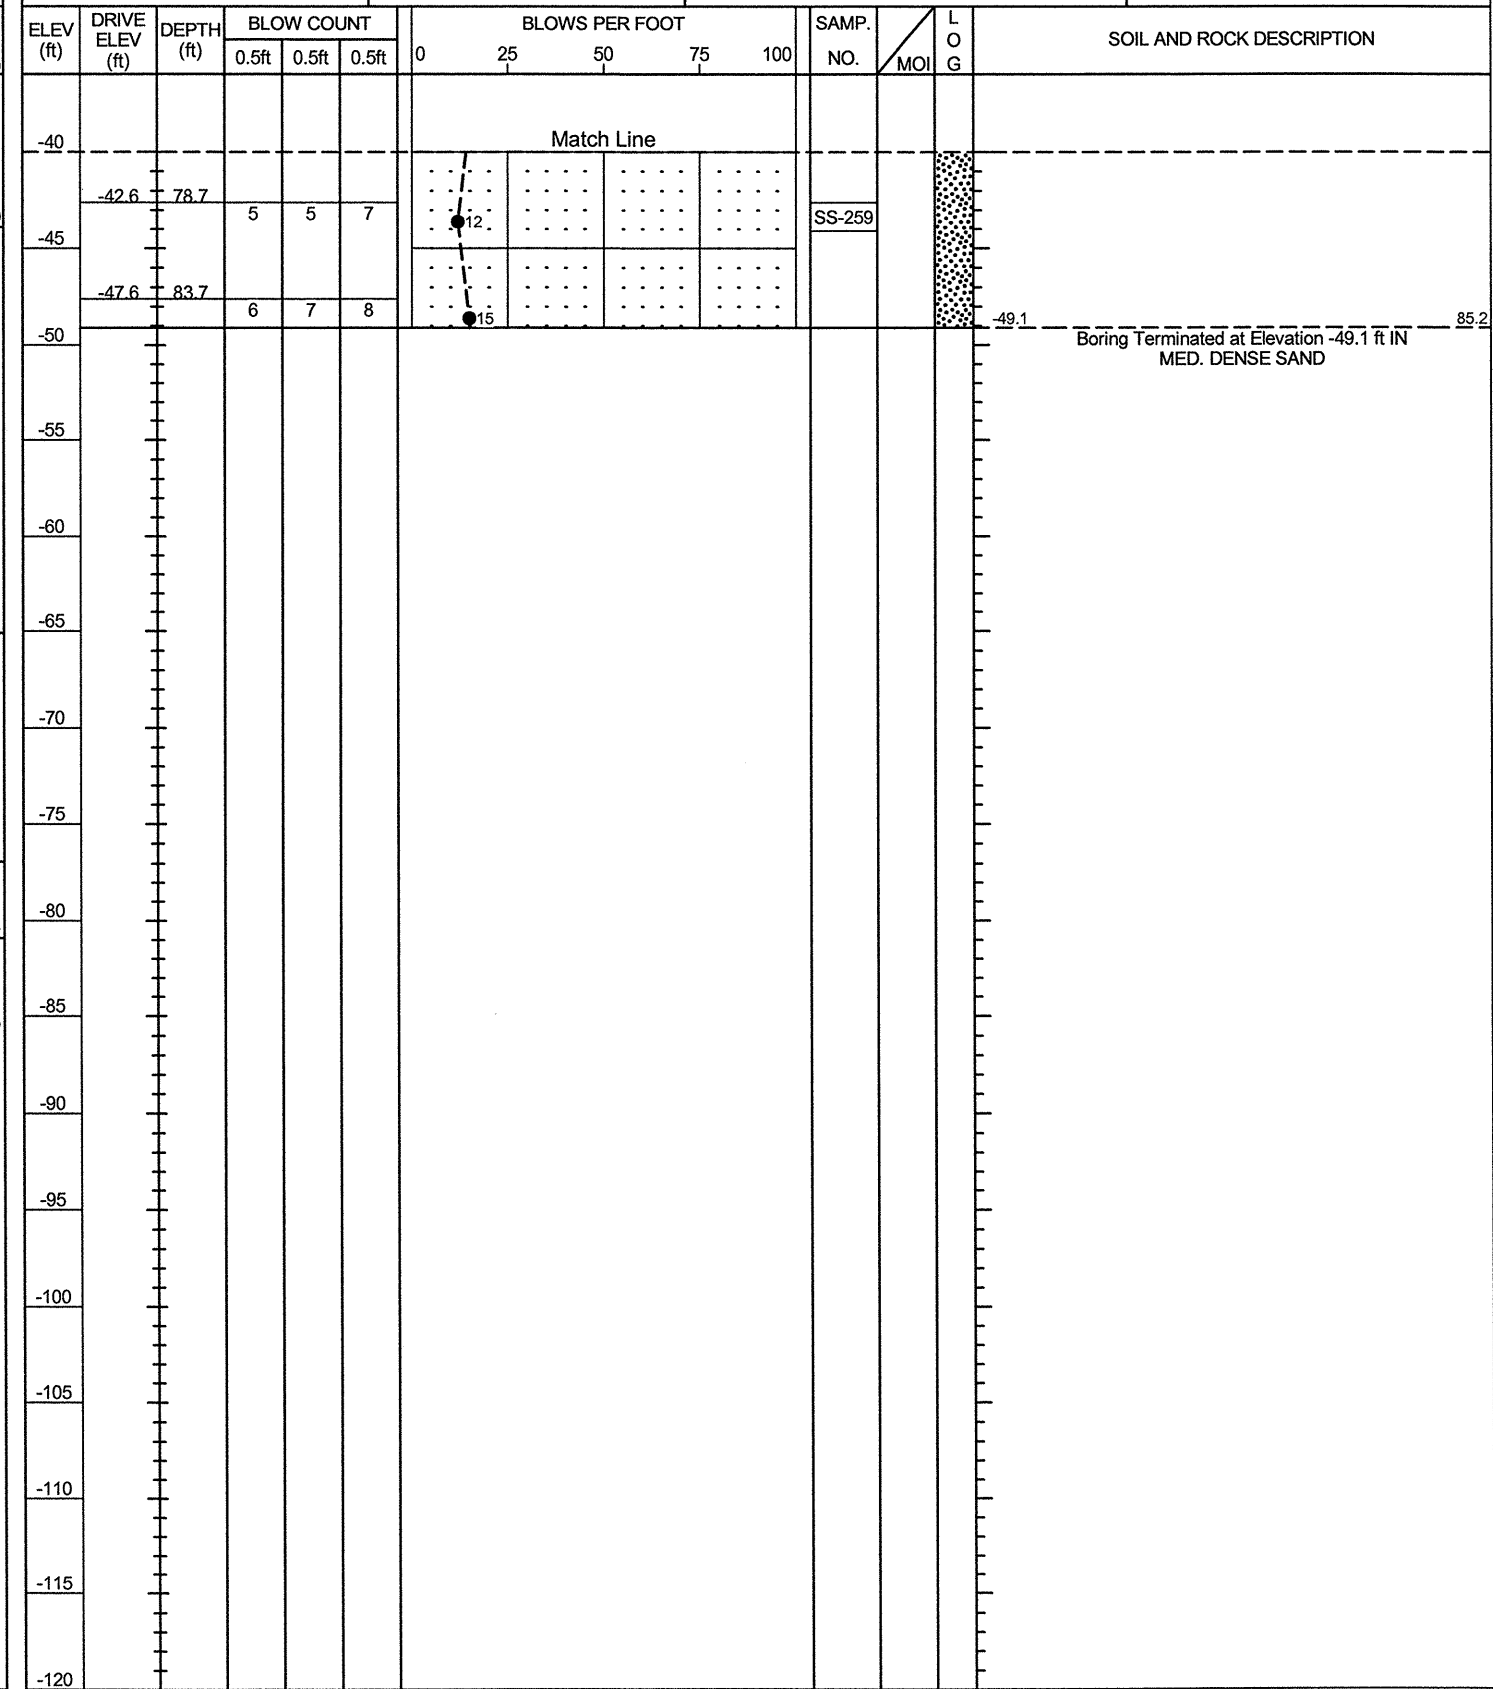 ELEV (ft) DRIVE ELEV (ft) DEPTH (ft) BLOW COUNT BLOWS PER FOOT SAMP. NO. MOI LOG SOIL AND ROCK DESCRIPTION
0.5ft 0.5ft 0.5ft 0 25 50 75 100
Match Line
-40
-42.6 78.7
5 5 7 12 SS-259
-45
-47.6 83.7
6 7 8 15
-49.1 85.2
-50
Boring Terminated at Elevation -49.1 ft IN
MED. DENSE SAND
-55
-60
-65
-70
-75
-80
-85
-90
-95
-100
-105
-110
-115
-120